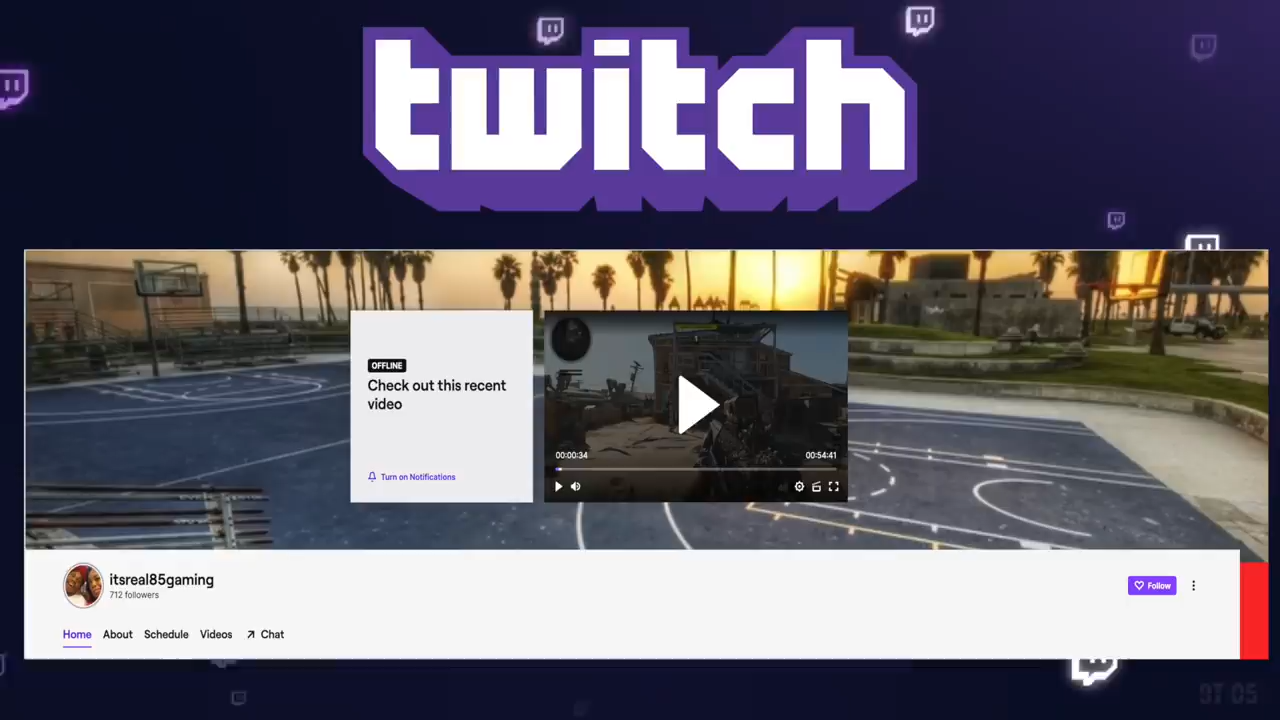 twitch
OFFLINE
Check out this recent
video
Turn on Notifications
00:00:34
00:54:41
itsreal85gaming
712 followers
Follow
Home About Schedule Videos Chat